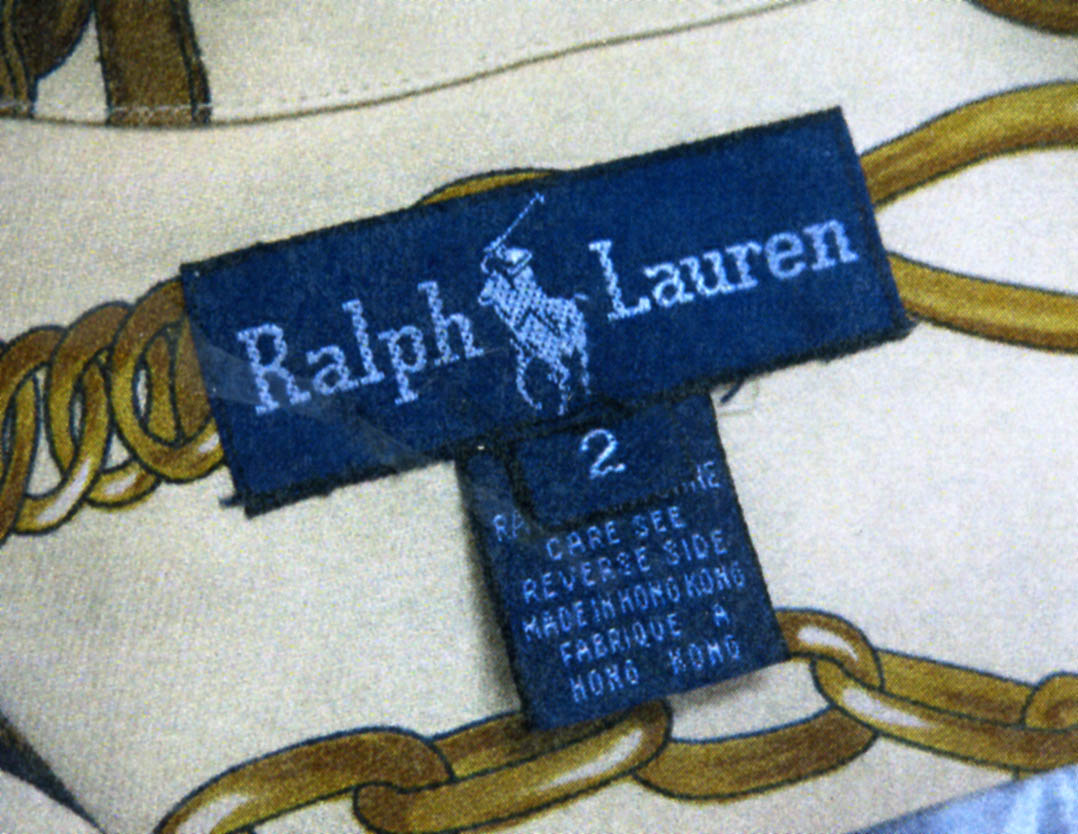 Ralph Lauren
2
CARE SEE
REVERSE SIDE
MADE IN HONG KONG
FABRIQUE A
HONG KONG